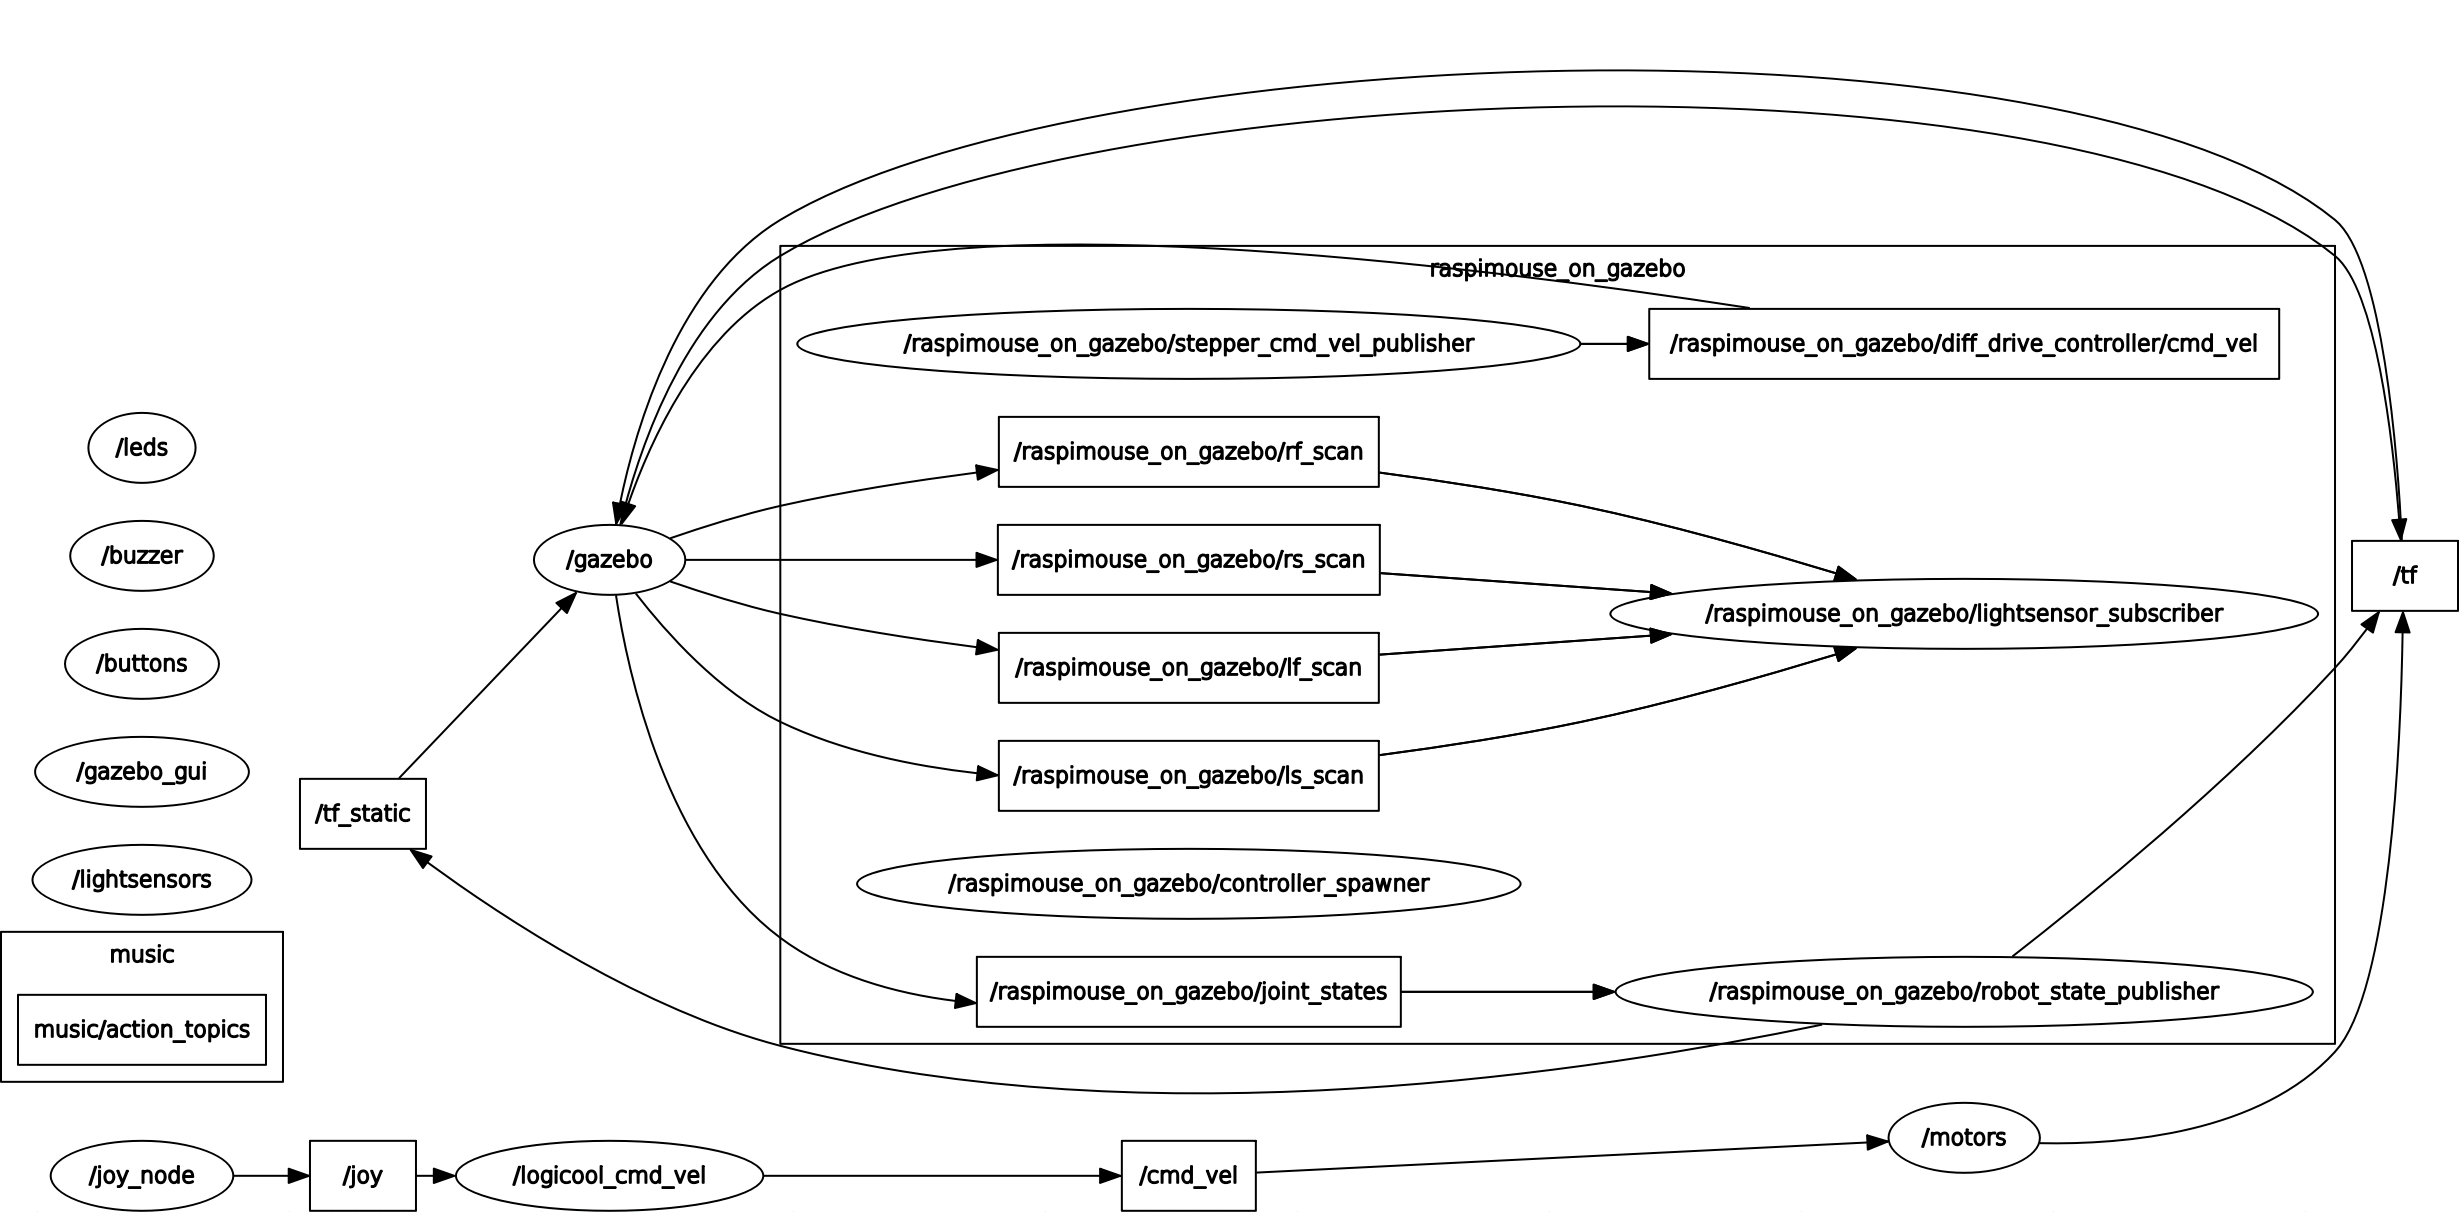 raspimouse_on_gazebo
/raspimouse_on_gazebo/stepper_cmd_vel_publisher
/raspimouse_on_gazebo/diff_drive_controller/cmd_vel
/leds
/raspimouse_on_gazebo/rf_scan
/buzzer
/gazebo
/raspimouse_on_gazebo/rs_scan
/tf
/raspimouse_on_gazebo/lightsensor_subscriber
/buttons
/raspimouse_on_gazebo/lf_scan
/gazebo_gui
/raspimouse_on_gazebo/ls_scan
/tf_static
/lightsensors
/raspimouse_on_gazebo/controller_spawner
music
/raspimouse_on_gazebo/joint_states
/raspimouse_on_gazebo/robot_state_publisher
music/action_topics
/motors
/joy_node
/joy
/logicool_cmd_vel
/cmd_vel